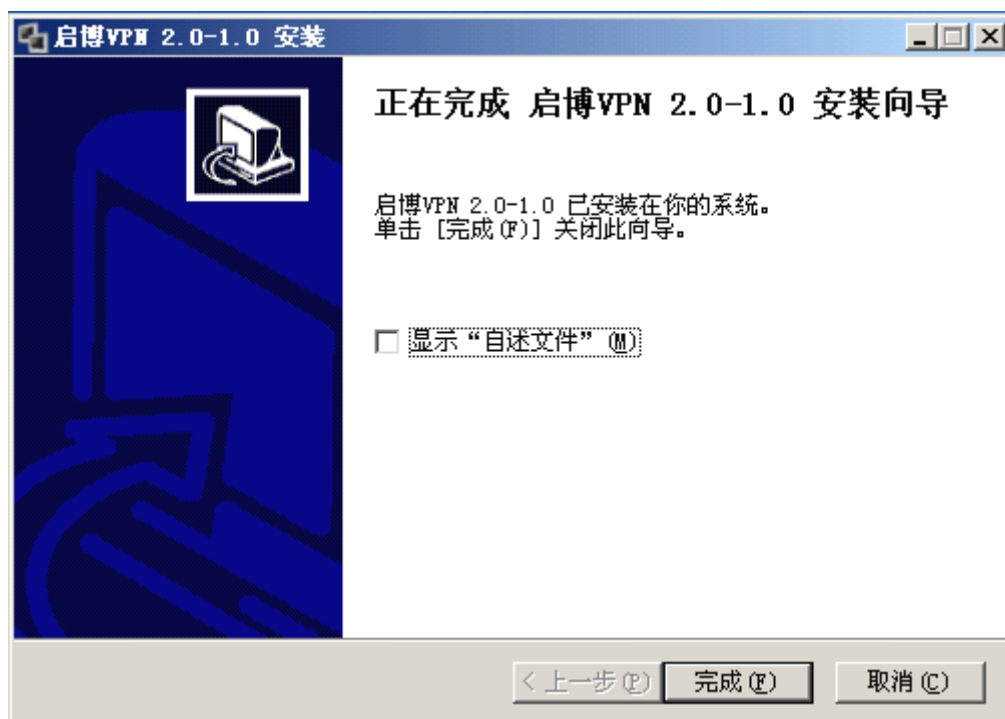 启博VPN 2.0-1.0 安装
正在完成 启博VPN 2.0-1.0 安装向导
启博VPN 2.0-1.0 已安装在你的系统。
单击 [完成(F)] 关闭此向导。
显示“自述文件” (M)
< 上一步(P)
完成(F)
取消(C)